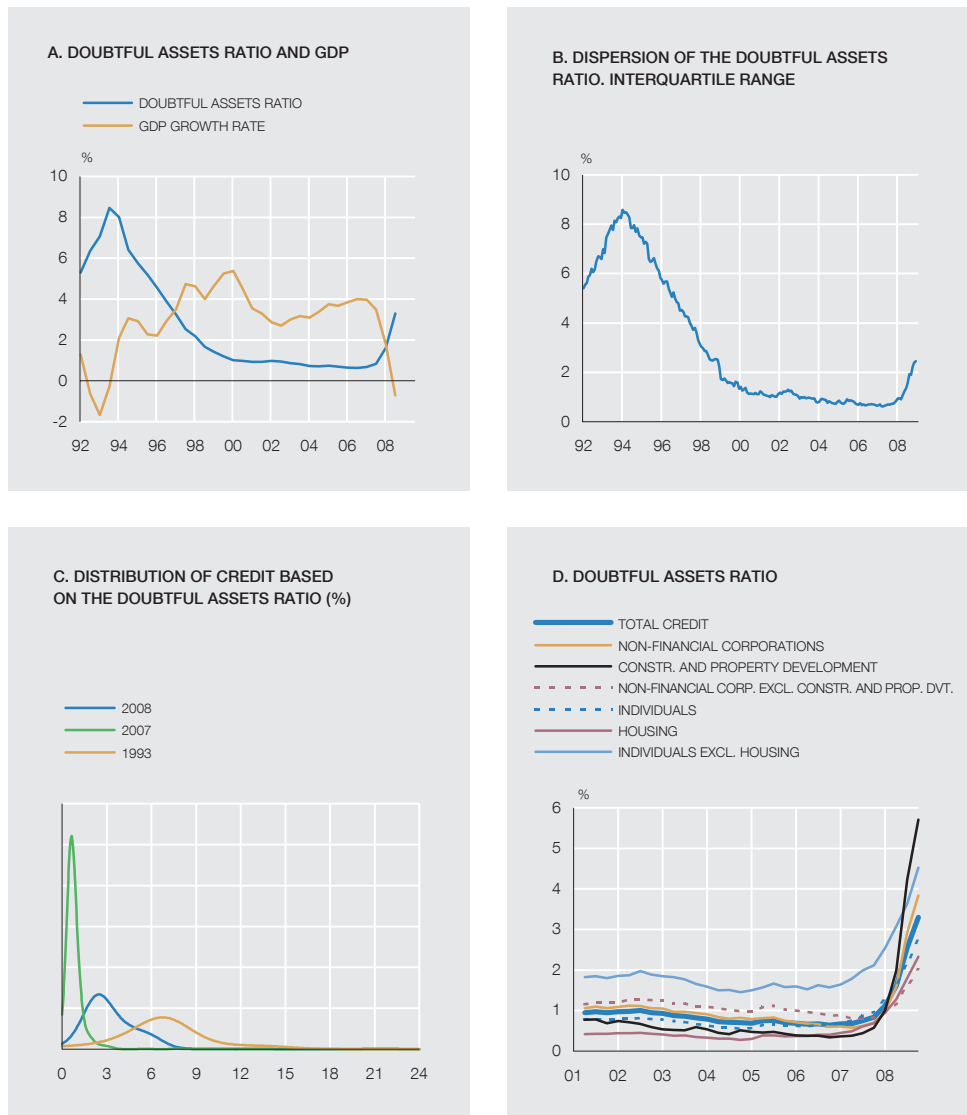 A. DOUBTFUL ASSETS RATIO AND GDP
DOUBTFUL ASSETS RATIO
GDP GROWTH RATE
%
10
8
6
4
2
0
-2
92 94 96 98 00 02 04 06 08
B. DISPERSION OF THE DOUBTFUL ASSETS
RATIO. INTERQUARTILE RANGE
%
10
8
6
4
2
0
92 94 96 98 00 02 04 06 08
C. DISTRIBUTION OF CREDIT BASED
ON THE DOUBTFUL ASSETS RATIO (%)
2008
2007
1993
0 3 6 9 12 15 18 21 24
D. DOUBTFUL ASSETS RATIO
TOTAL CREDIT
NON-FINANCIAL CORPORATIONS
CONSTR. AND PROPERTY DEVELOPMENT
NON-FINANCIAL CORP. EXCL. CONSTR. AND PROP. DVT.
INDIVIDUALS
HOUSING
INDIVIDUALS EXCL. HOUSING
%
6
5
4
3
2
1
0
01 02 03 04 05 06 07 08